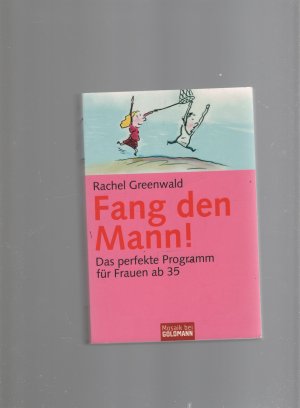 Rachel Greenwald
Fang den
Mann!
Das perfekte Programm
für Frauen ab 35
Mosaik bei
GOLDMANN